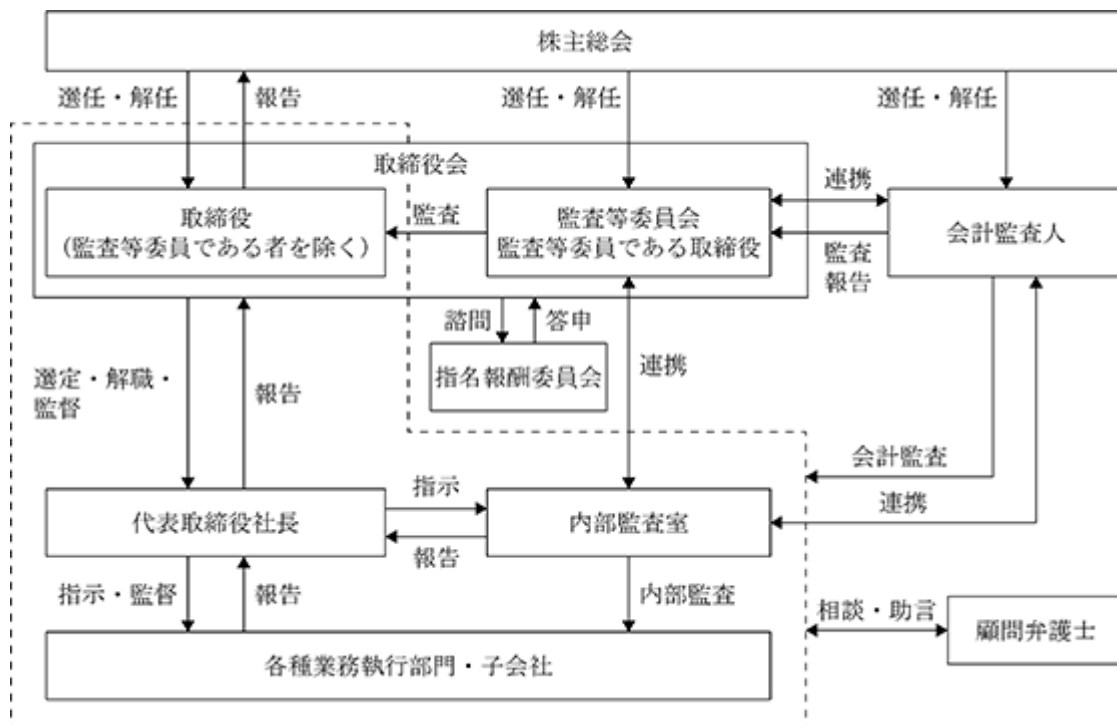 株主総会
選任・解任
報告
選任・解任
選任・解任
取締役会
取締役
(監査等委員である者を除く)
監査
監査等委員会
監査等委員である取締役
連携
監査
報告
会計監査人
諮問
答申
指名報酬委員会
連携
選定・解職・
監督
報告
会計監査
連携
代表取締役社長
指示
報告
内部監査室
指示・監督
報告
内部監査
相談・助言
顧問弁護士
各種業務執行部門・子会社